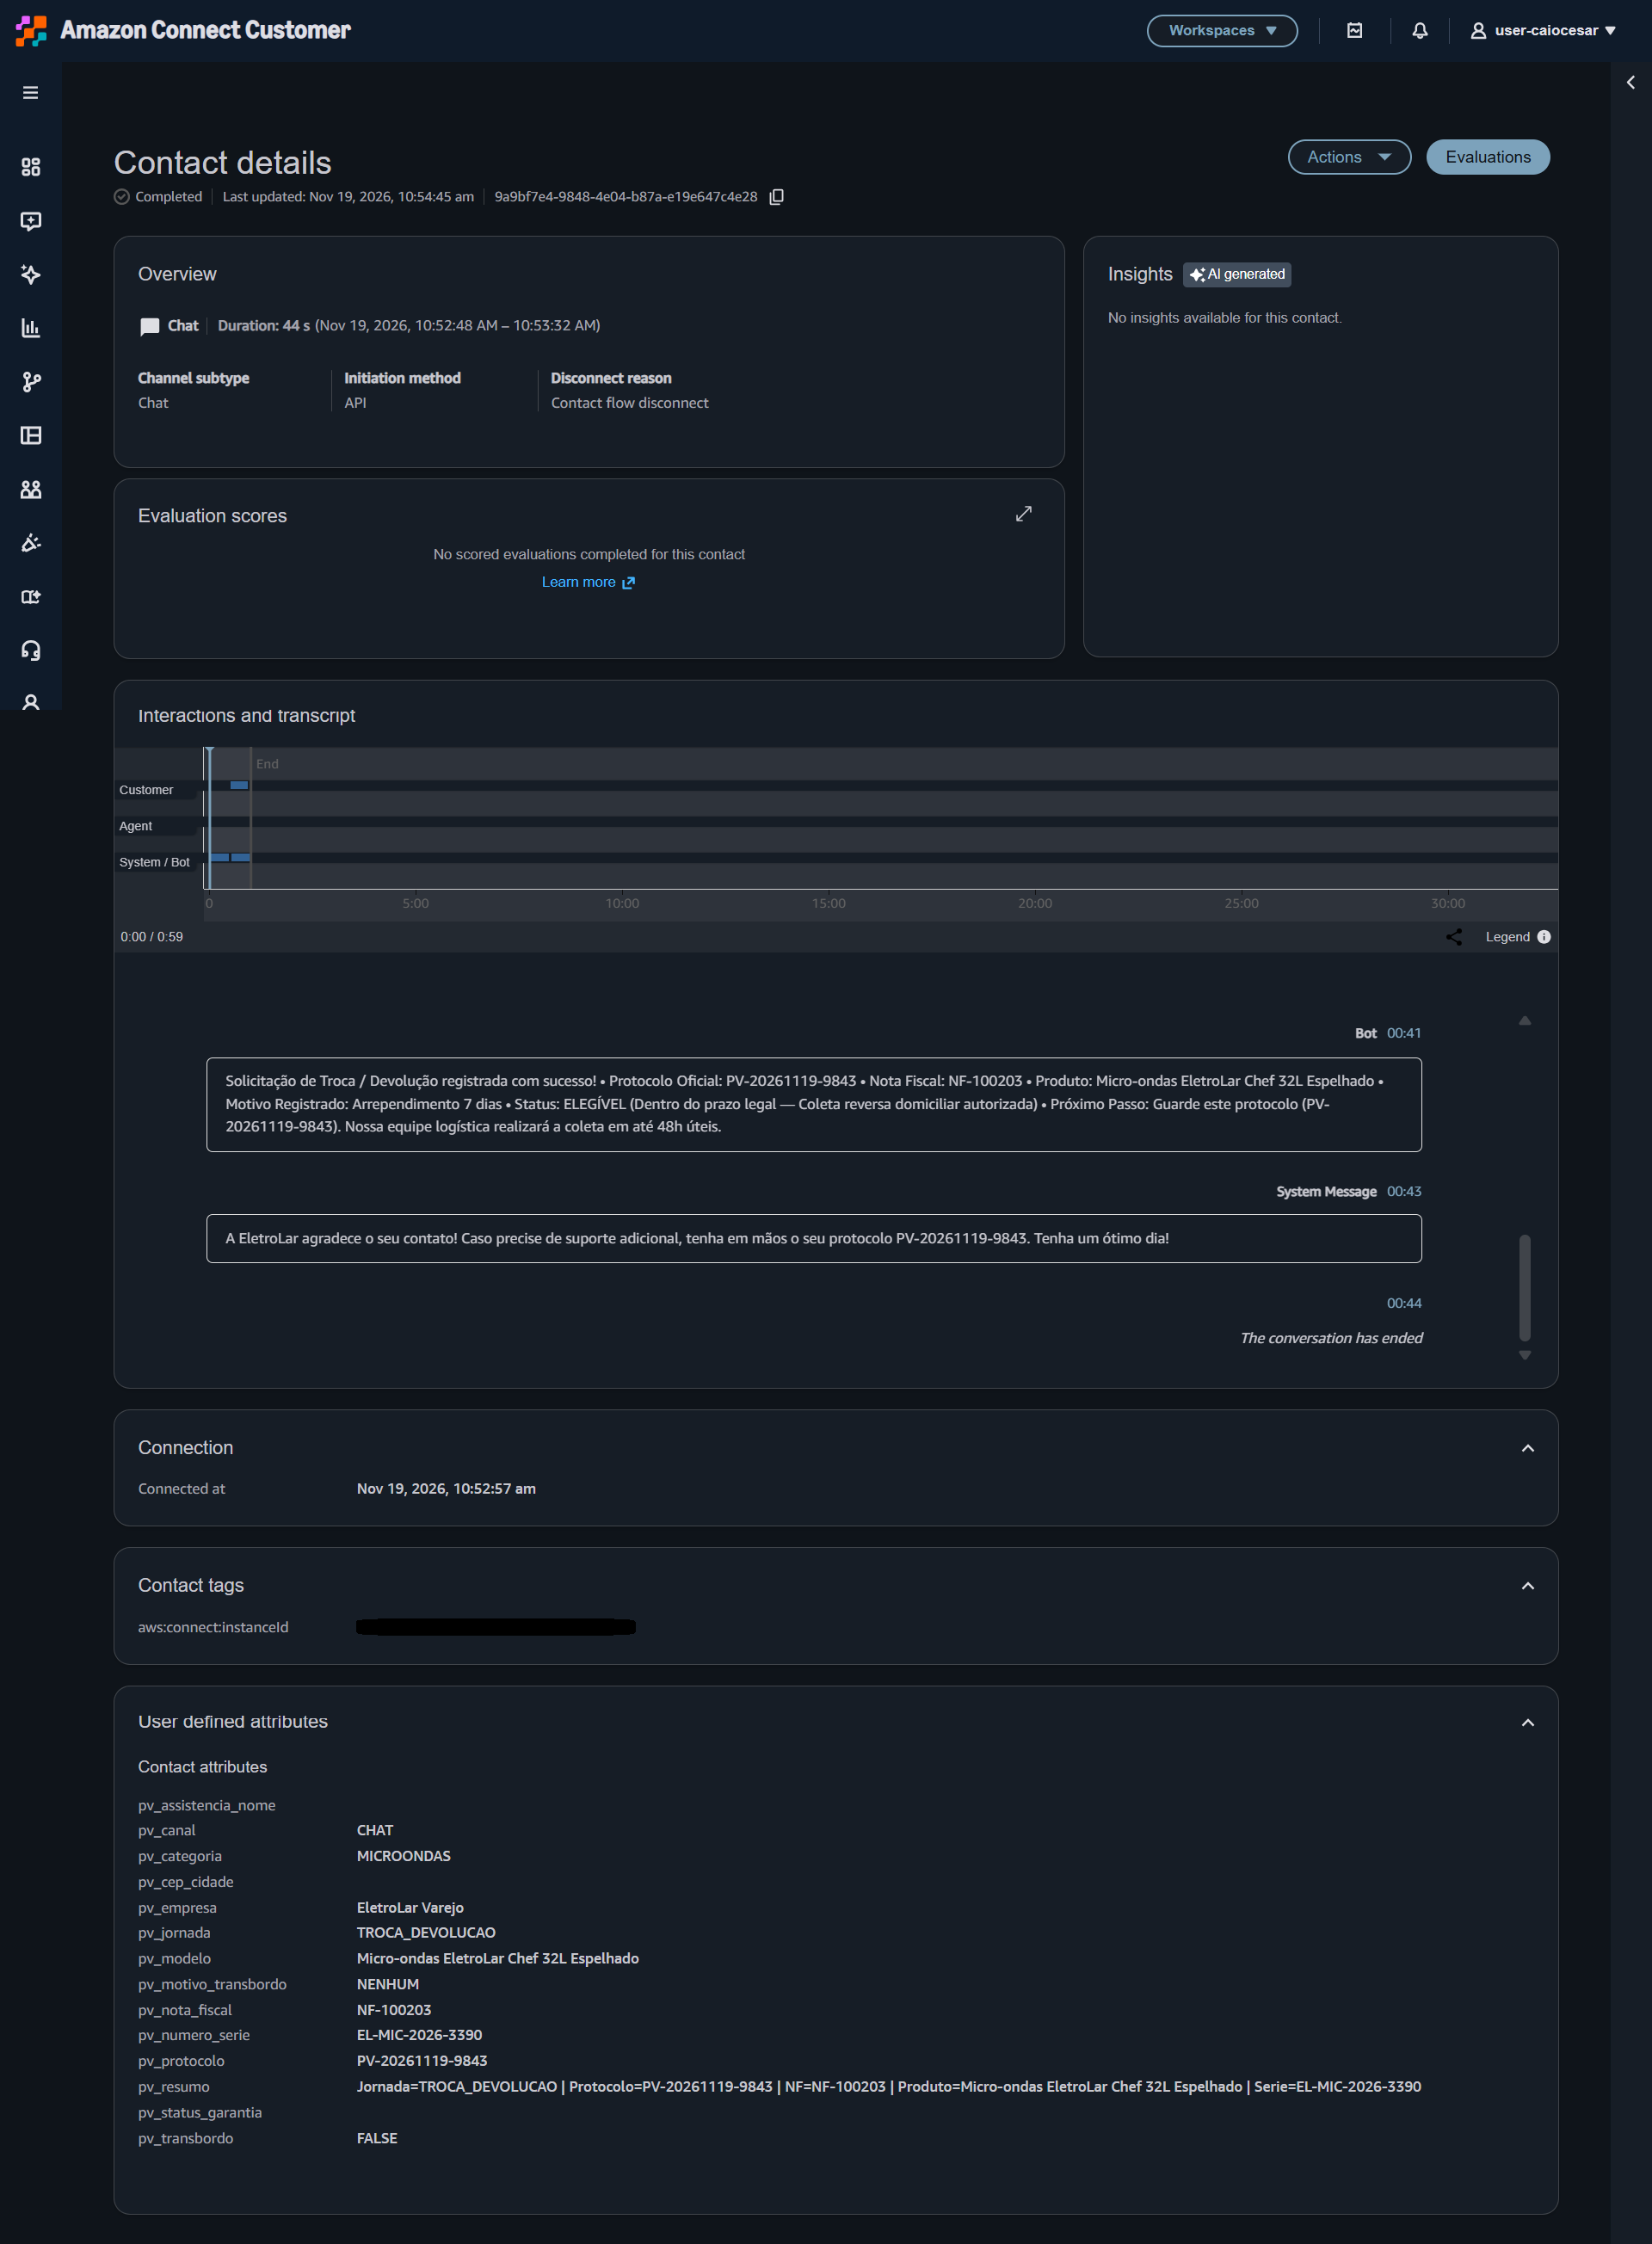 Amazon Connect Customer
Workspaces
user-caiocesar
Contact details
Actions
Evaluations
Completed
Last updated: Nov 19, 2026, 10:54:45 am
9a9bf7e4-9848-4e04-b87a-e19e647c4e28
Overview
Chat
Duration: 44 s (Nov 19, 2026, 10:52:48 AM – 10:53:32 AM)
Channel subtype
Chat
Initiation method
API
Disconnect reason
Contact flow disconnect
Insights
AI generated
No insights available for this contact.
Evaluation scores
No scored evaluations completed for this contact
Learn more
Interactions and transcript
End
Customer
Agent
System / Bot
0
5:00
10:00
15:00
20:00
25:00
30:00
0:00 / 0:59
Legend
Bot 00:41
Solicitação de Troca / Devolução registrada com sucesso! • Protocolo Oficial: PV-20261119-9843 • Nota Fiscal: NF-100203 • Produto: Micro-ondas EletroLar Chef 32L Espelhado •
Motivo Registrado: Arrependimento 7 dias • Status: ELEGÍVEL (Dentro do prazo legal — Coleta reversa domiciliar autorizada) • Próximo Passo: Guarde este protocolo (PV-
20261119-9843). Nossa equipe logística realizará a coleta em até 48h úteis.
System Message 00:43
A EletroLar agradece o seu contato! Caso precise de suporte adicional, tenha em mãos o seu protocolo PV-20261119-9843. Tenha um ótimo dia!
00:44
The conversation has ended
Connection
Connected at
Nov 19, 2026, 10:52:57 am
Contact tags
aws:connect:instanceId
User defined attributes
Contact attributes
pv_assistencia_nome
pv_canal CHAT
pv_categoria MICROONDAS
pv_cep_cidade
pv_empresa EletroLar Varejo
pv_jornada TROCA_DEVOLUCAO
pv_modelo Micro-ondas EletroLar Chef 32L Espelhado
pv_motivo_transbordo NENHUM
pv_nota_fiscal NF-100203
pv_numero_serie EL-MIC-2026-3390
pv_protocolo PV-20261119-9843
pv_resumo Jornada=TROCA_DEVOLUCAO | Protocolo=PV-20261119-9843 | NF=NF-100203 | Produto=Micro-ondas EletroLar Chef 32L Espelhado | Serie=EL-MIC-2026-3390
pv_status_garantia
pv_transbordo FALSE